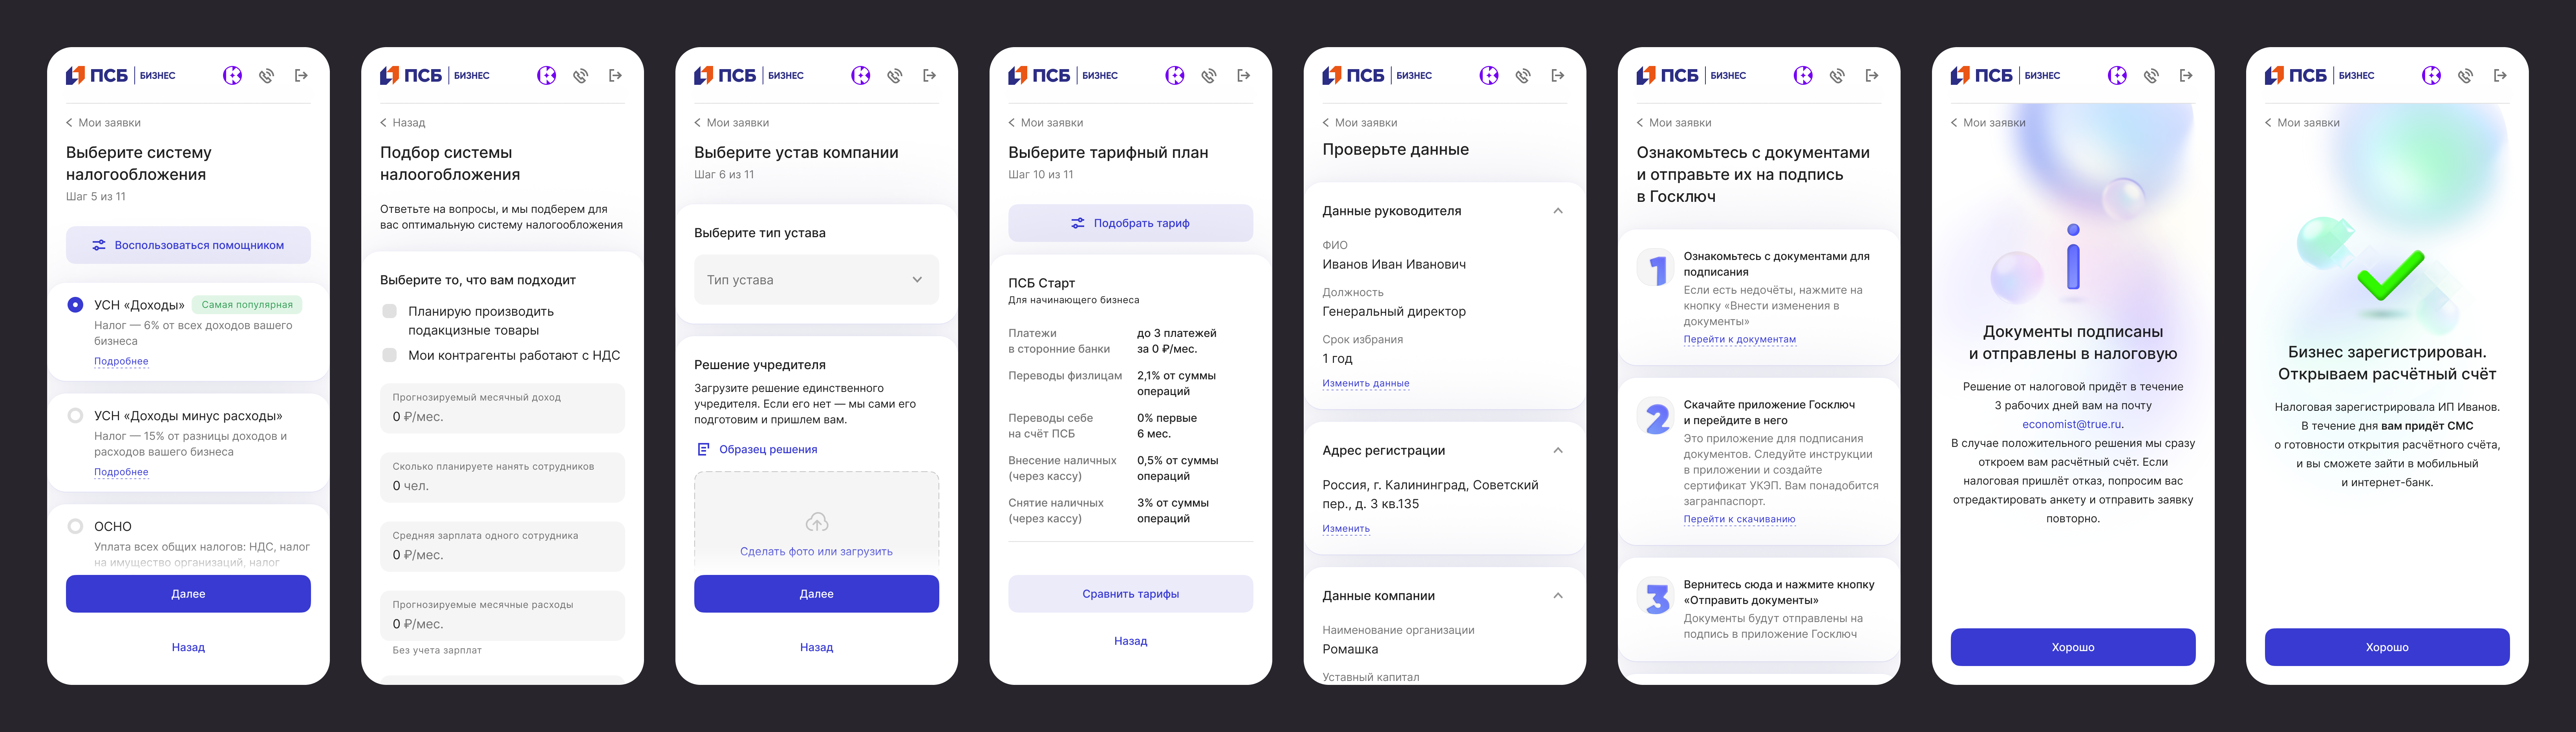 ПСБ БИЗНЕС
Мои заявки
Выберите систему
налогообложения
Шаг 5 из 11
Воспользоваться помощником
УСН «Доходы» Самая популярная
Налог — 6% от всех доходов вашего
бизнеса
Подробнее
УСН «Доходы минус расходы»
Налог — 15% от разницы доходов и
расходов вашего бизнеса
Подробнее
ОСНО
Уплата всех общих налогов: НДС, налог
на имущество организаций, налог
Далее
Назад
ПСБ БИЗНЕС
Назад
Подбор системы
налоогобложения
Ответьте на вопросы, и мы подберем для
вас оптимальную систему налогообложения
Выберите то, что вам подходит
Планирую производить
подакцизные товары
Мои контрагенты работают с НДС
Прогнозируемый месячный доход
0 ₽/мес.
Сколько планируете нанять сотрудников
0 чел.
Средняя зарплата одного сотрудника
0 ₽/мес.
Прогнозируемые месячные расходы
0 ₽/мес.
Без учета зарплат
ПСБ БИЗНЕС
Мои заявки
Выберите устав компании
Шаг 6 из 11
Выберите тип устава
Тип устава
Решение учредителя
Загрузите решение единственного
учредителя. Если его нет — мы сами его
подготовим и пришлем вам.
Образец решения
Сделать фото или загрузить
Далее
Назад
ПСБ БИЗНЕС
Мои заявки
Выберите тарифный план
Шаг 10 из 11
Подобрать тариф
ПСБ Старт
Для начинающего бизнеса
Платежи до 3 платежей
в сторонние банки за 0 ₽/мес.
Переводы физлицам 2,1% от суммы
операций
Переводы себе 0% первые
на счёт ПСБ 6 мес.
Внесение наличных 0,5% от суммы
(через кассу) операций
Снятие наличных 3% от суммы
(через кассу) операций
Сравнить тарифы
Назад
ПСБ БИЗНЕС
Мои заявки
Проверьте данные
Данные руководителя
ФИО
Иванов Иван Иванович
Должность
Генеральный директор
Срок избрания
1 год
Изменить данные
Адрес регистрации
Россия, г. Калининград, Советский
пер., д. 3 кв.135
Изменить
Данные компании
Наименование организации
Ромашка
Уставный капитал
ПСБ БИЗНЕС
Мои заявки
Ознакомьтесь с документами
и отправьте их на подпись
в Госключ
1
Ознакомьтесь с документами для
подписания
Если есть недочёты, нажмите на
кнопку «Внести изменения в
документы»
Перейти к документам
2
Скачайте приложение Госключ
и перейдите в него
Это приложение для подписания
документов. Следуйте инструкции
в приложении и создайте
сертификат УКЭП. Вам понадобится
загранпаспорт.
Перейти к скачиванию
3
Вернитесь сюда и нажмите кнопку
«Отправить документы»
Документы будут отправлены на
подпись в приложение Госключ
ПСБ БИЗНЕС
Мои заявки
Документы подписаны
и отправлены в налоговую
Решение от налоговой придёт в течение
3 рабочих дней вам на почту
economist@true.ru.
В случае положительного решения мы сразу
откроем вам расчётный счёт. Если
налоговая пришлёт отказ, попросим вас
отредактировать анкету и отправить заявку
повторно.
Хорошо
ПСБ БИЗНЕС
Мои заявки
Бизнес зарегистрирован.
Открываем расчётный счёт
Налоговая зарегистрировала ИП Иванов.
В течение дня вам придёт СМС
о готовности открытия расчётного счёта,
и вы сможете зайти в мобильный
и интернет-банк.
Хорошо